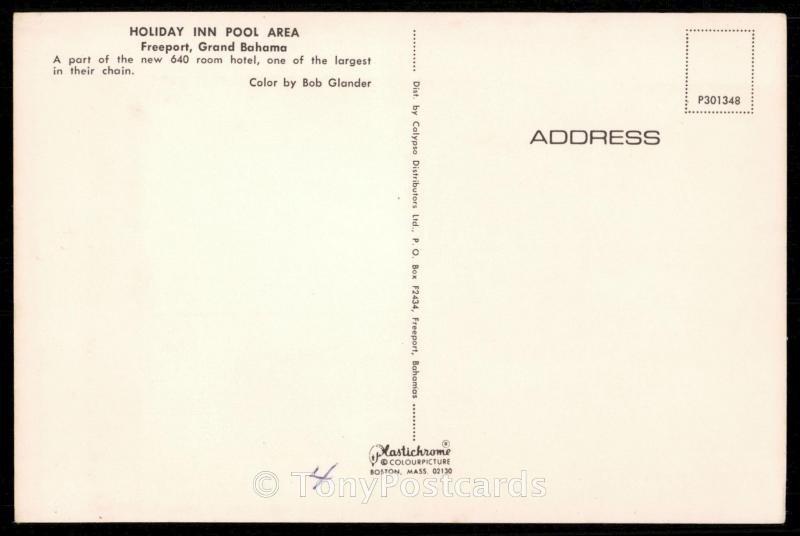 HOLIDAY INN POOL AREA
Freeport, Grand Bahama
A part of the new 640 room hotel, one of the largest
in their chain.
Color by Bob Glander
Dist. by Calypso Distributors Ltd., P. O. Box F2434, Freeport, Bahamas
P301348
ADDRESS
Plastichrome ®
© COLOURPICTURE
BOSTON, MASS. 02130
4
© TonyPostcards